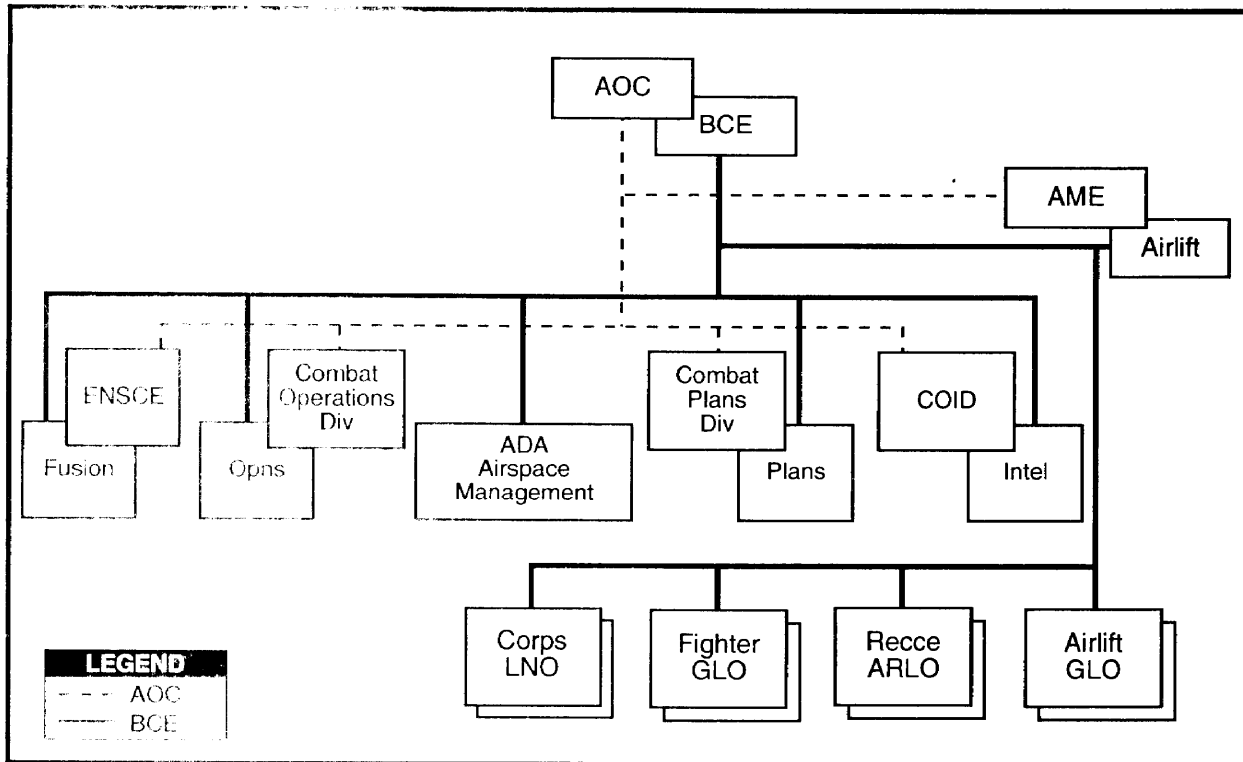 AOC
BCE
AME
Airlift
ENSCE
Fusion
Combat
Operations
Div
Opns
ADA
Airspace
Management
Combat
Plans
Div
Plans
COID
Intel
Corps
LNO
Fighter
GLO
Recce
ARLO
Airlift
GLO
LEGEND
AOC
BCE